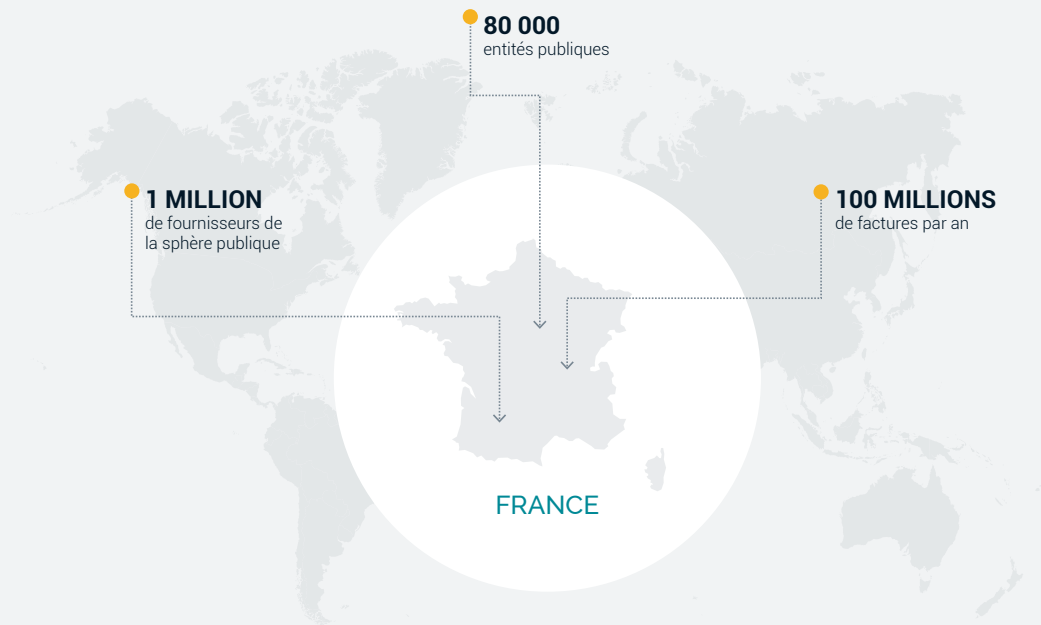 80 000
entités publiques
1 MILLION
de fournisseurs de
la sphère publique
100 MILLIONS
de factures par an
FRANCE